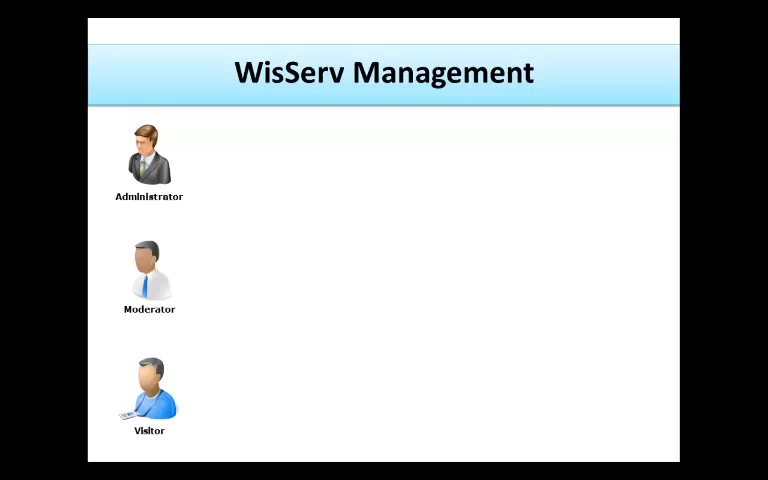 WisServ Management
Administrator
Moderator
Visitor